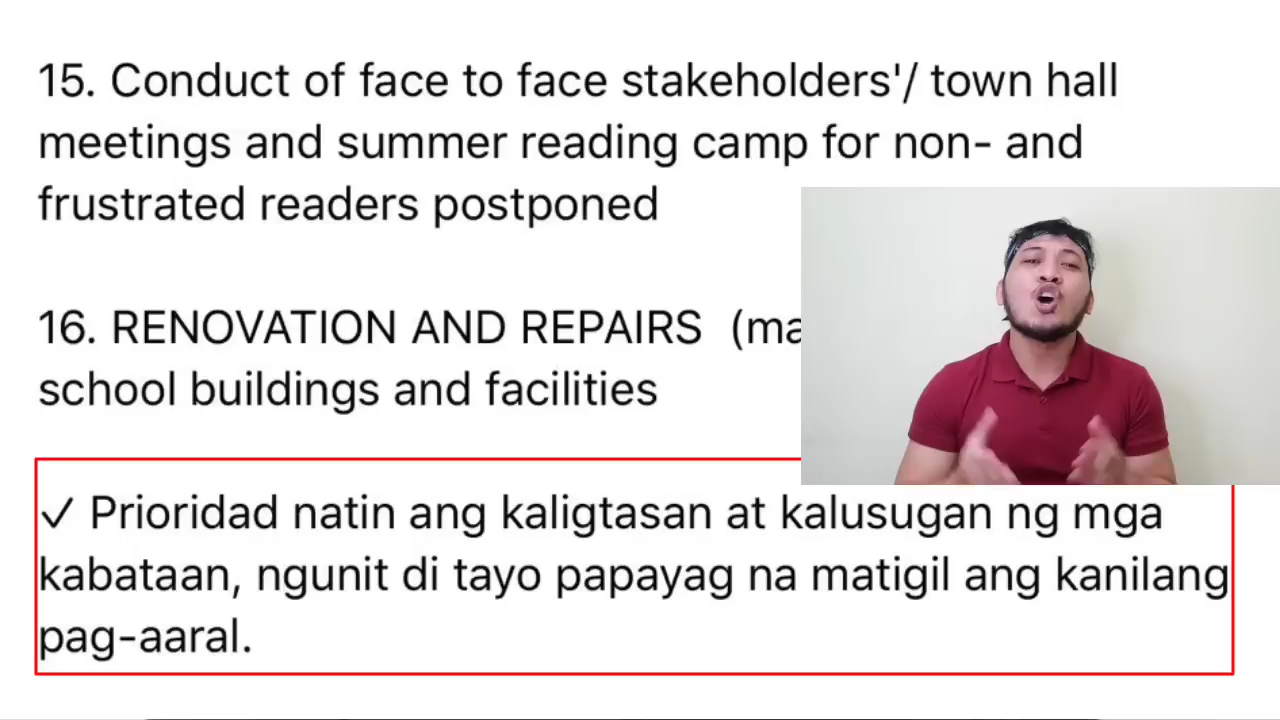 15. Conduct of face to face stakeholders'/ town hall
meetings and summer reading camp for non- and
frustrated readers postponed
16. RENOVATION AND REPAIRS (ma
school buildings and facilities
✓ Prioridad natin ang kaligtasan at kalusugan ng mga
kabataan, ngunit di tayo papayag na matigil ang kanilang
pag-aaral.